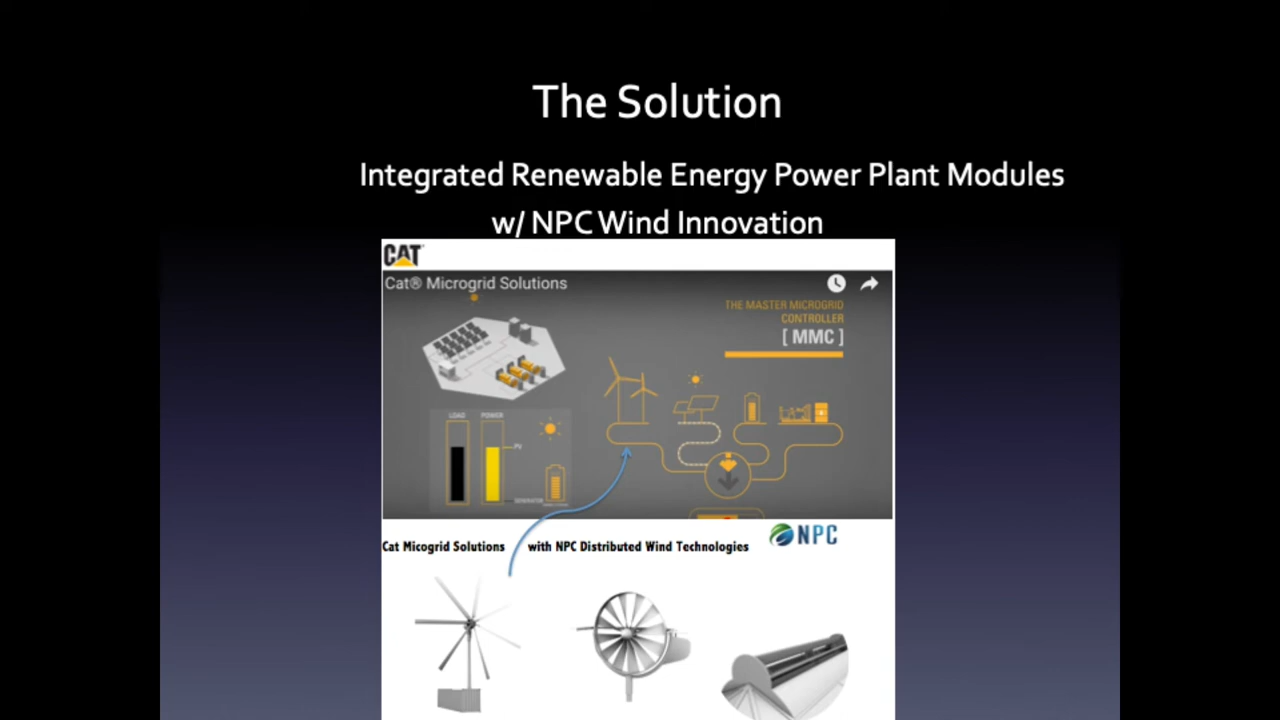 The Solution
Integrated Renewable Energy Power Plant Modules
w/ NPC Wind Innovation
CAT
Cat® Microgrid Solutions
THE MASTER MICROGRID
CONTROLLER
[ MMC ]
LOAD POWER
PV
GENERATOR
Cat Micogrid Solutions with NPC Distributed Wind Technologies
NPC